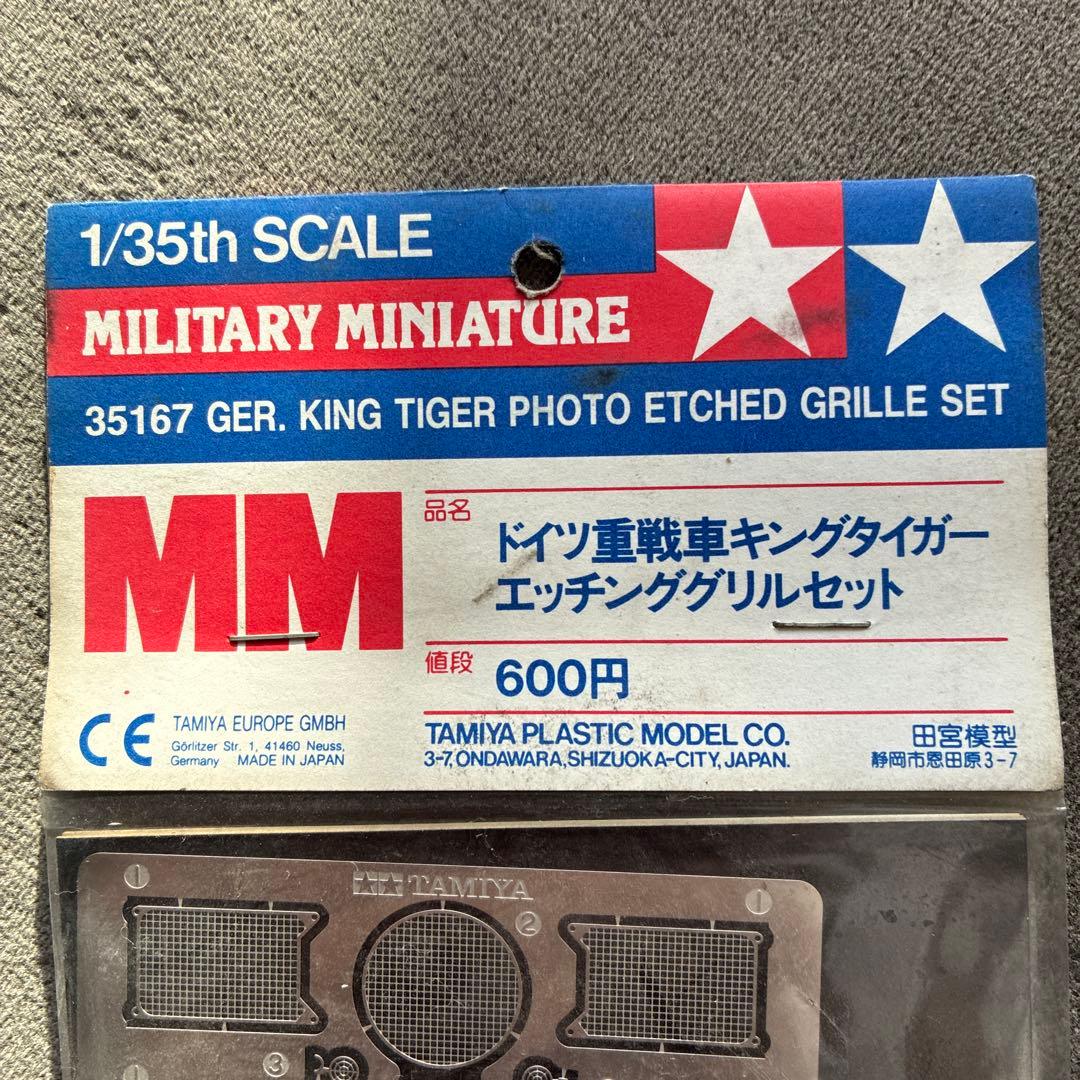 1/35th SCALE
MILITARY MINIATURE
35167 GER. KING TIGER PHOTO ETCHED GRILLE SET
MM
品名
ドイツ重戦車キングタイガー
エッチンググリルセット
値段
600円
CE
TAMIYA EUROPE GMBH
Görlitzer Str. 1, 41460 Neuss,
Germany MADE IN JAPAN
TAMIYA PLASTIC MODEL CO.
3-7, ONDAWARA, SHIZUOKA-CITY, JAPAN.
田宮模型
静岡市恩田原3-7
TAMIYA
1
2
1
3
1